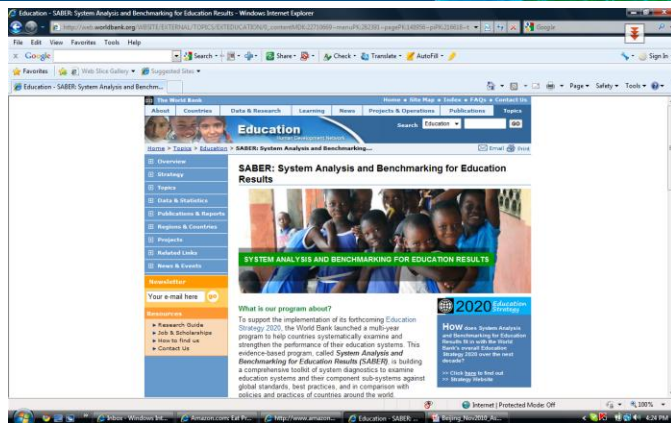 Education - SABER: System Analysis and Benchmarking for Education Results - Windows Internet Explorer
File Edit View Favorites Tools Help
Google Search Share Check Translate AutoFill Sign In
Favorites Web Slice Gallery Suggested Sites
Education - SABER: System Analysis and Benchm... Page Safety Tools
The World Bank Home Site Map Index FAQs Contact Us
About Countries Data & Research Learning News Projects & Operations Publications Topics
Education
Human Development Network
Search Education GO
Home > Topics > Education > SABER: System Analysis and Benchmarking... Email Print
Overview
Strategy
Topics
Data & Statistics
Publications & Reports
Regions & Countries
Projects
Related Links
News & Events
Newsletter
Your e-mail here
Resources
Research Guide
Job & Scholarships
How to find us
Contact Us
SABER: System Analysis and Benchmarking for Education
Results
SYSTEM ANALYSIS AND BENCHMARKING FOR EDUCATION RESULTS
What is our program about?
To support the implementation of its forthcoming Education
Strategy 2020, the World Bank launched a multi-year
program to help countries systematically examine and
strengthen the performance of their education systems. This
evidence-based program, called System Analysis and
Benchmarking for Education Results (SABER), is building
a comprehensive toolkit of system diagnostics to examine
education systems and their component sub-systems against
global standards, best practices, and in comparison with
policies and practices of countries around the world.
2020 Education
Strategy
How does System Analysis
and Benchmarking for Education
Results fit in with the World
Bank's overall Education
Strategy 2020 over the next
decade?
>> Click here to find out
>> Strategy Website
Internet | Protected Mode: Off 100%
Inbox - Windows Int... Amazon.com: Eat Pr... http://www.amazon... Education - SABER: ... Beijing_Nov2010_As... 4:24 PM